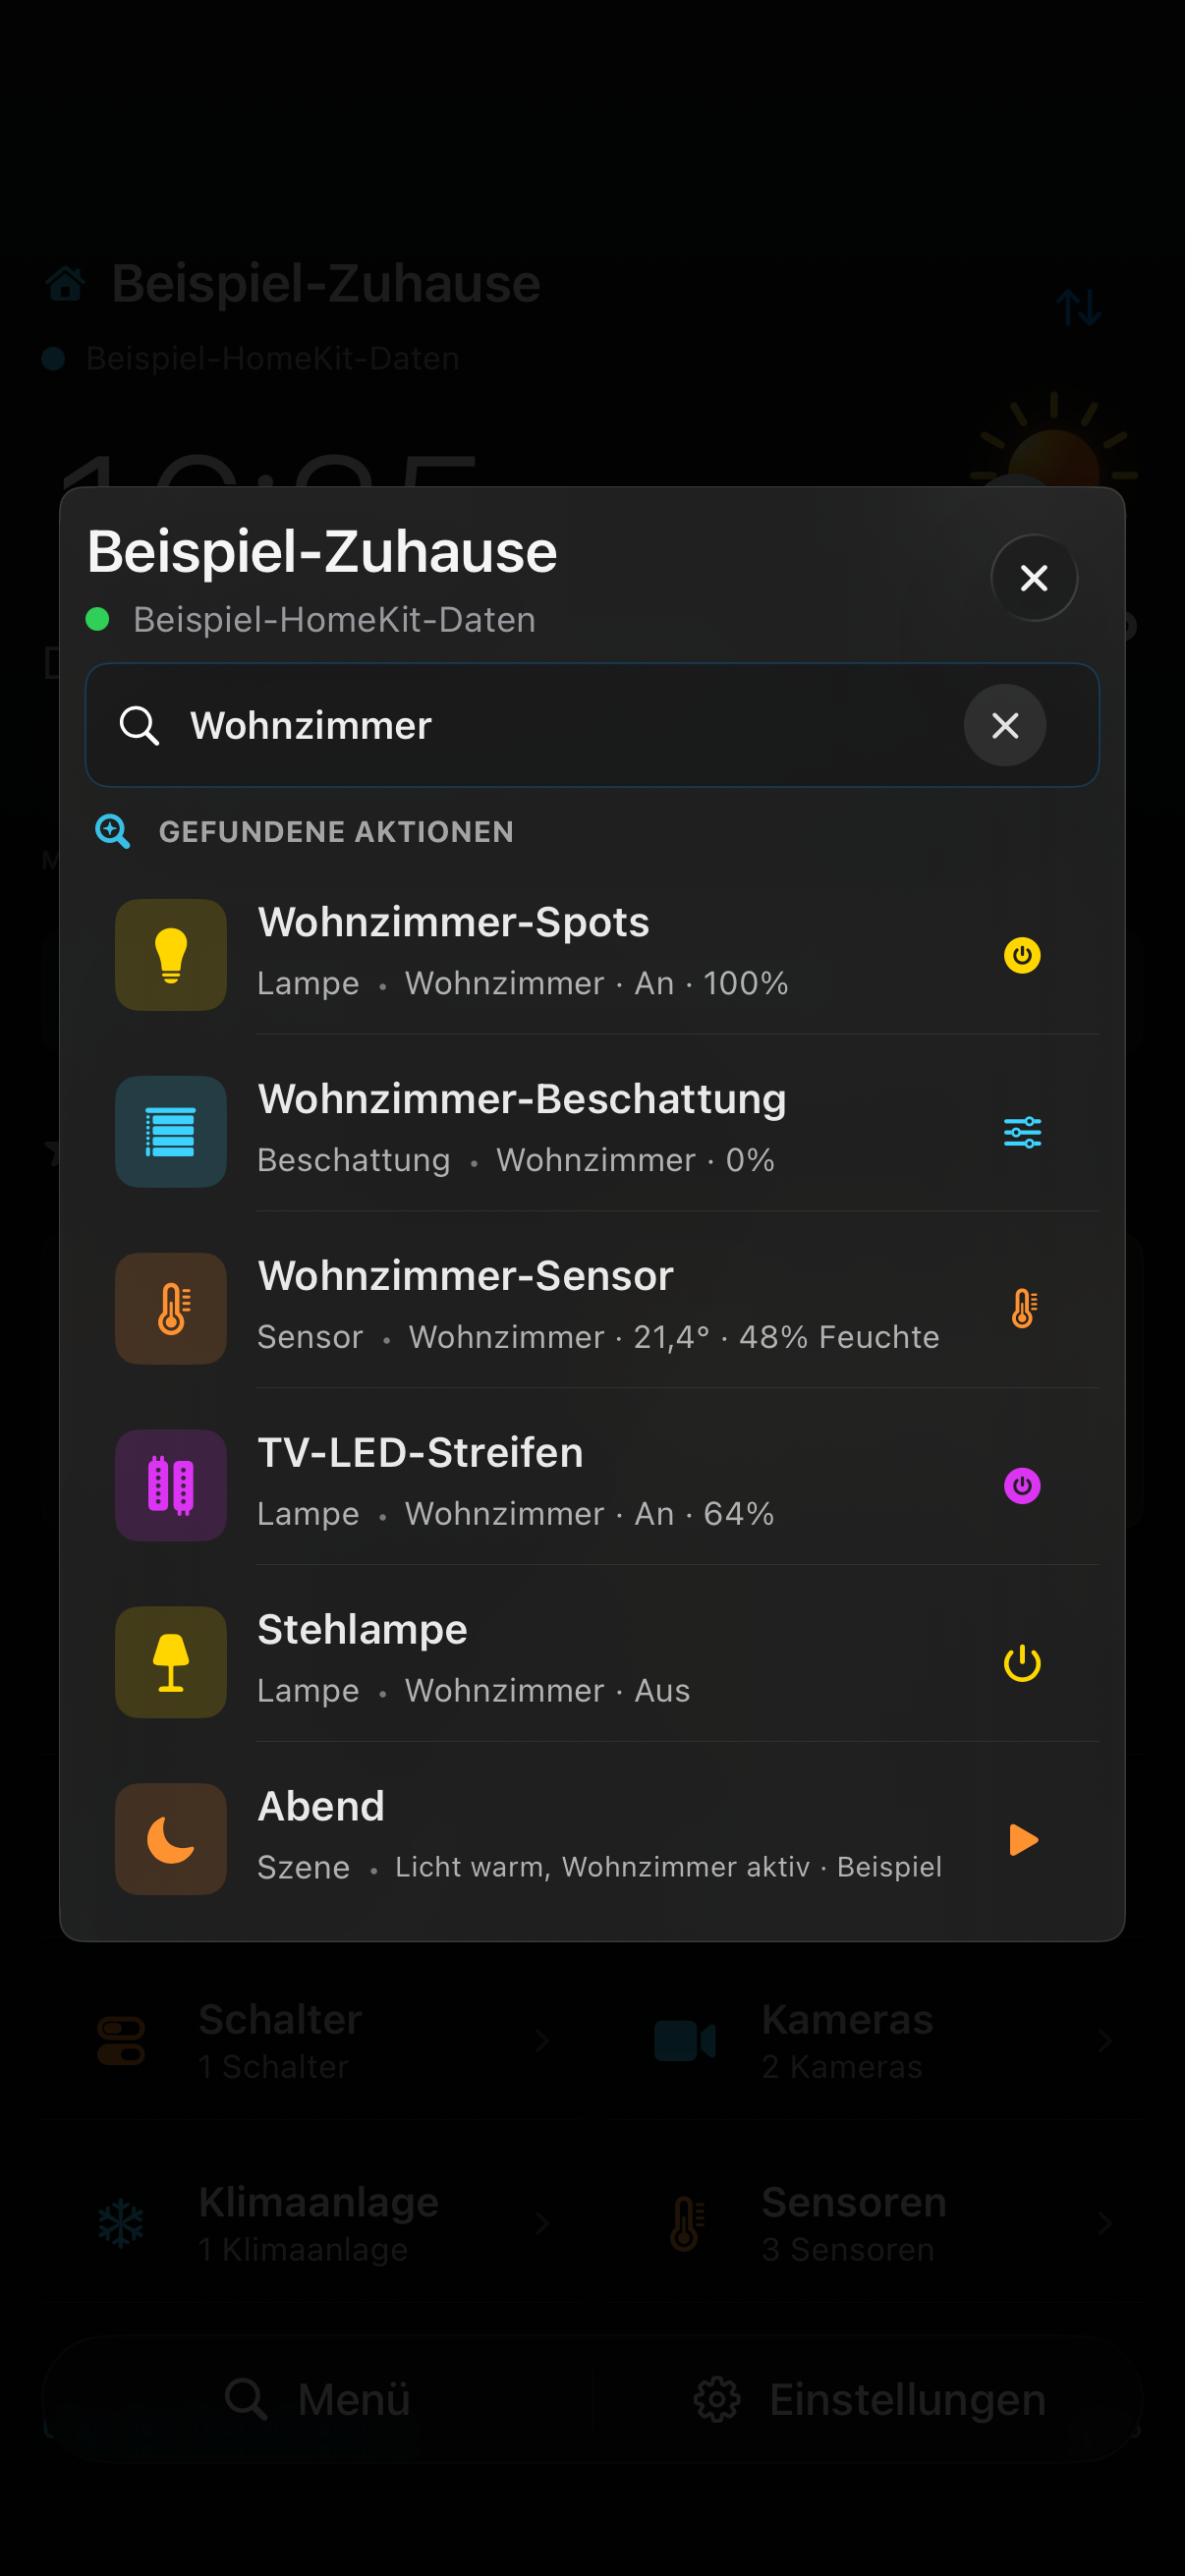 Beispiel-Zuhause
Beispiel-HomeKit-Daten
Beispiel-Zuhause
Beispiel-HomeKit-Daten
Wohnzimmer
GEFUNDENE AKTIONEN
Wohnzimmer-Spots
Lampe • Wohnzimmer · An · 100%
Wohnzimmer-Beschattung
Beschattung • Wohnzimmer · 0%
Wohnzimmer-Sensor
Sensor • Wohnzimmer · 21,4° · 48% Feuchte
TV-LED-Streifen
Lampe • Wohnzimmer · An · 64%
Stehlampe
Lampe • Wohnzimmer · Aus
Abend
Szene • Licht warm, Wohnzimmer aktiv · Beispiel
Schalter
1 Schalter
Kameras
2 Kameras
Klimaanlage
1 Klimaanlage
Sensoren
3 Sensoren
Menü
Einstellungen